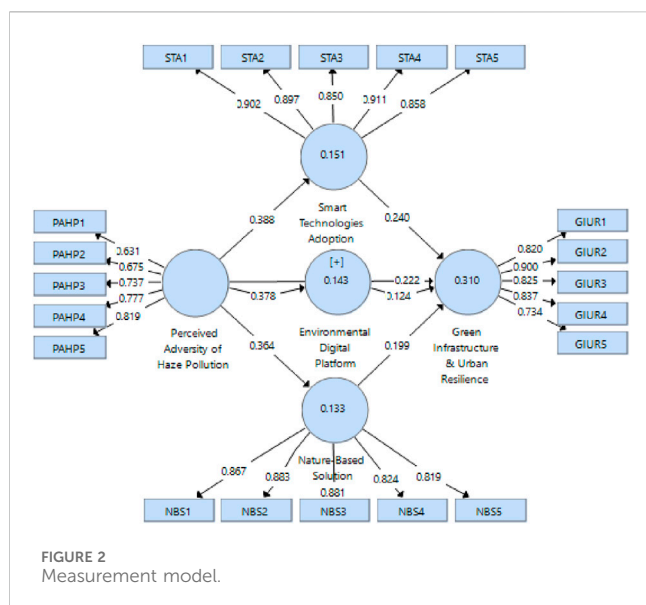 STA1 STA2 STA3 STA4 STA5
0.902 0.897 0.850 0.911 0.858
0.151
Smart
Technologies
Adoption
0.388
0.240
PAHP1
PAHP2
PAHP3
PAHP4
PAHP5
0.631
0.675
0.737
0.777
0.819
Perceived
Adversity of
Haze Pollution
0.378
[+]
0.143
Environmental
Digital
Platform
0.222
0.124
0.310
Green
Infrastructure
& Urban
Resilience
0.820
0.900
0.825
0.837
0.734
GIUR1
GIUR2
GIUR3
GIUR4
GIUR5
0.364
0.199
0.133
Nature-Based
Solution
0.867 0.883 0.881 0.824 0.819
NBS1 NBS2 NBS3 NBS4 NBS5
FIGURE 2
Measurement model.